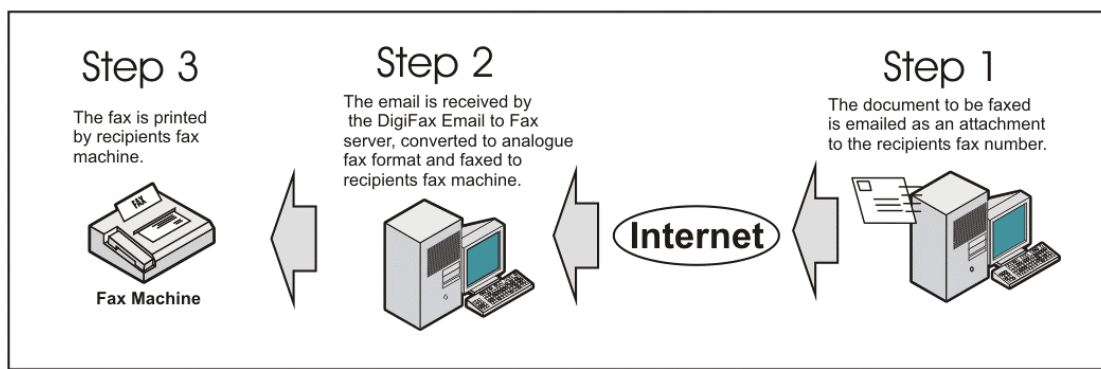 Step 3
The fax is printed
by recipients fax
machine.
FAX
Fax Machine
Step 2
The email is received by
the DigiFax Email to Fax
server, converted to analogue
fax format and faxed to
recipients fax machine.
Internet
Step 1
The document to be faxed
is emailed as an attachment
to the recipients fax number.